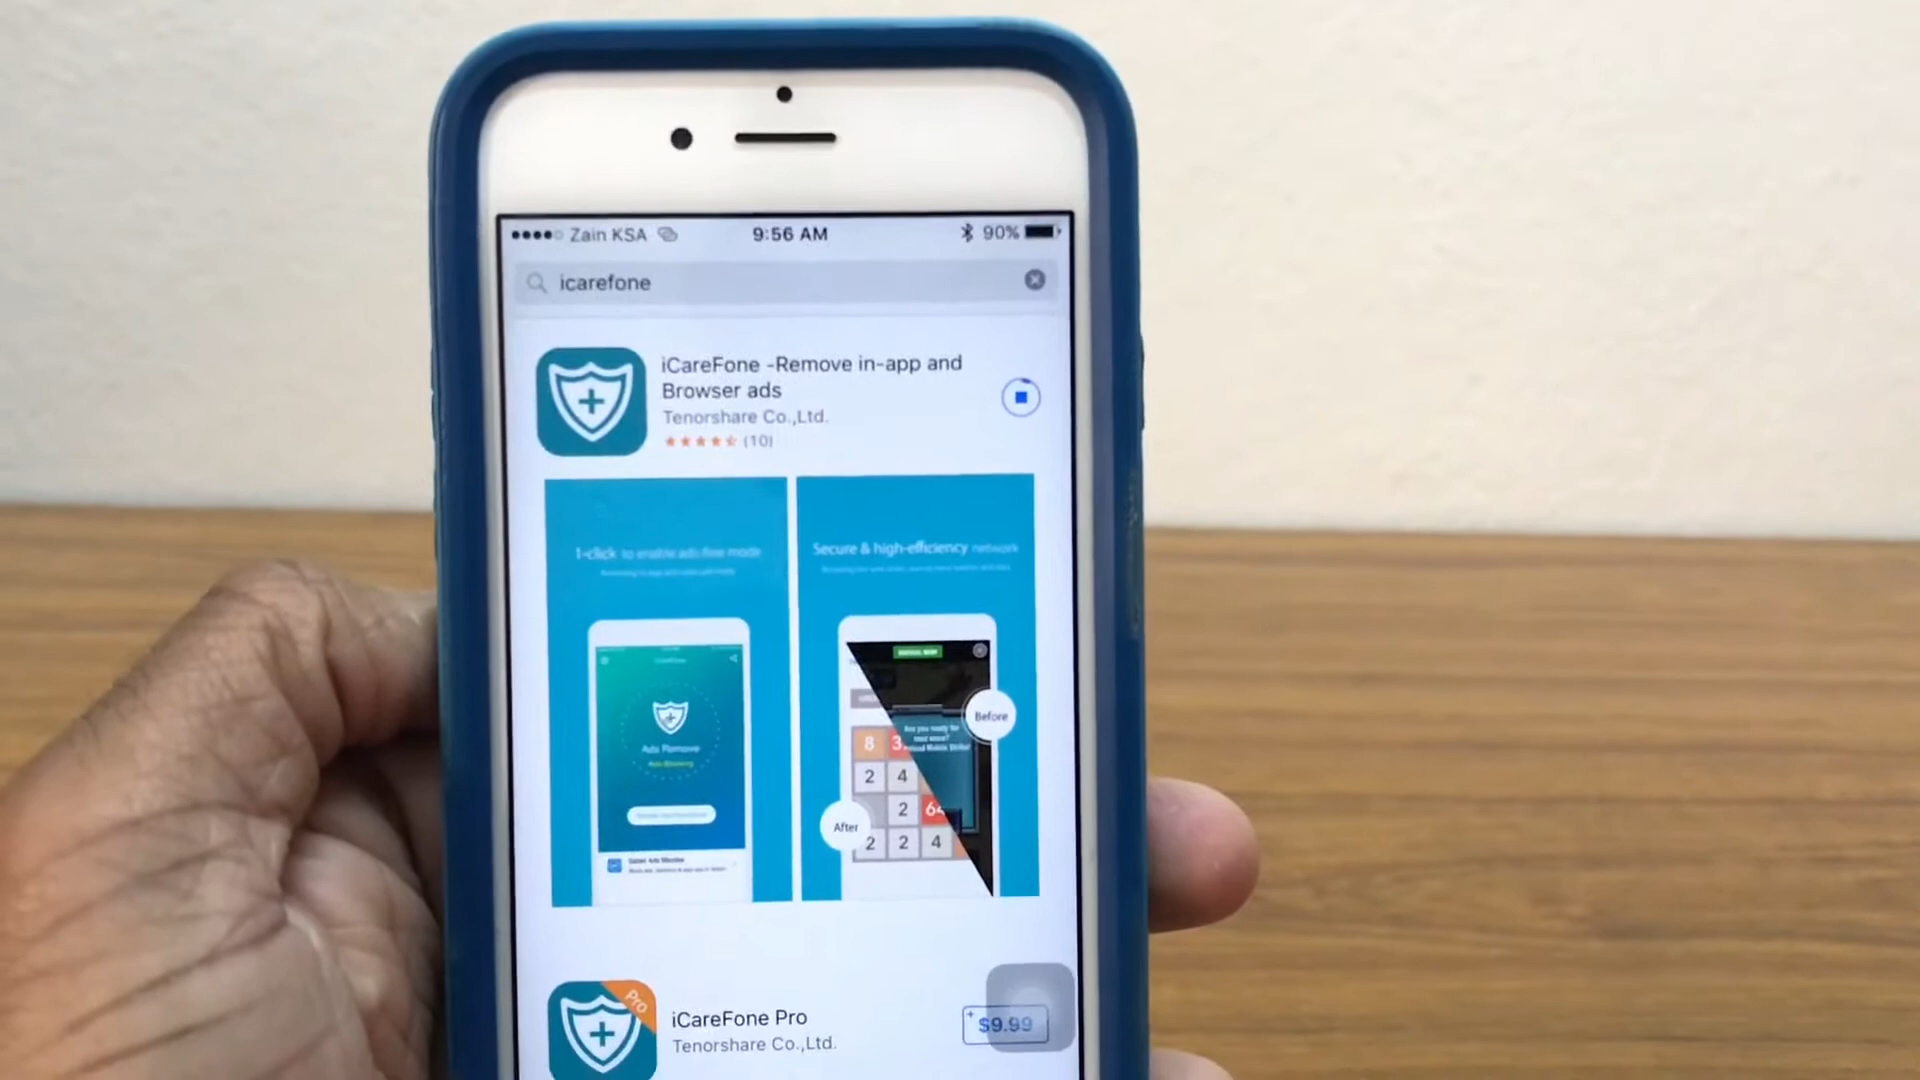 Zain KSA 9:56 AM 90%
icarefone
iCareFone -Remove in-app and
Browser ads
Tenorshare Co.,Ltd.
(10)
1-click to enable ads-free mode
Secure & high-efficiency network
iCareFone
Ads Remove
Before
8 3
2 4
2 64
After
2 2 4
Pro
iCareFone Pro
Tenorshare Co.,Ltd.
+ $9.99